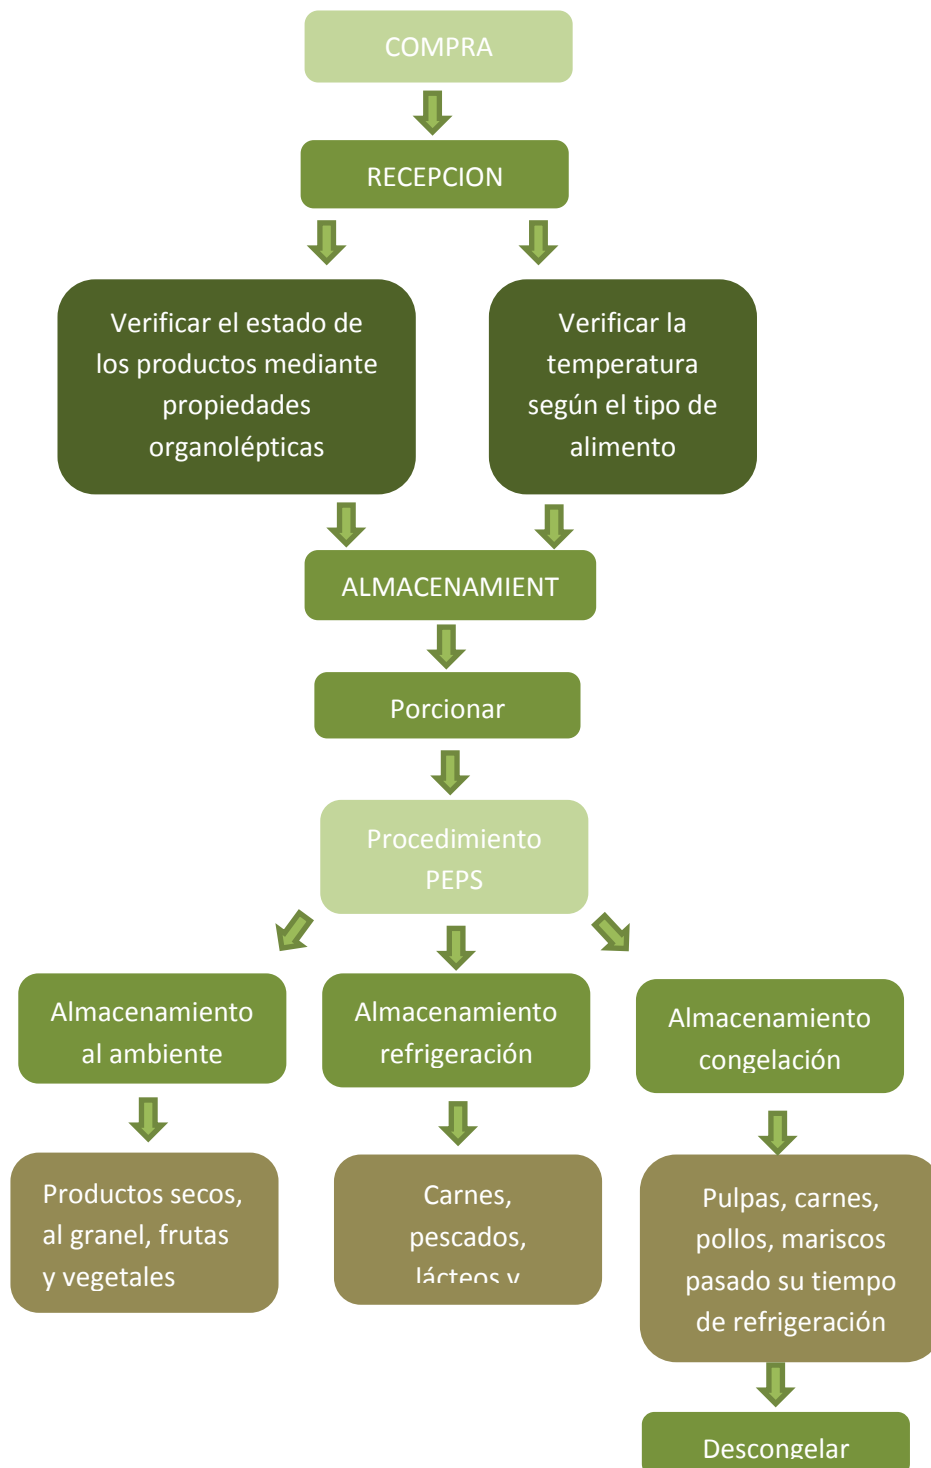 COMPRA
RECEPCION
Verificar el estado de
los productos mediante
propiedades
organolépticas
Verificar la
temperatura
según el tipo de
alimento
ALMACENAMIENT
Porcionar
Procedimiento
PEPS
Almacenamiento
al ambiente
Almacenamiento
refrigeración
Almacenamiento
congelación
Productos secos,
al granel, frutas
y vegetales
Carnes,
pescados,
lácteos y
Pulpas, carnes,
pollos, mariscos
pasado su tiempo
de refrigeración
Descongelar